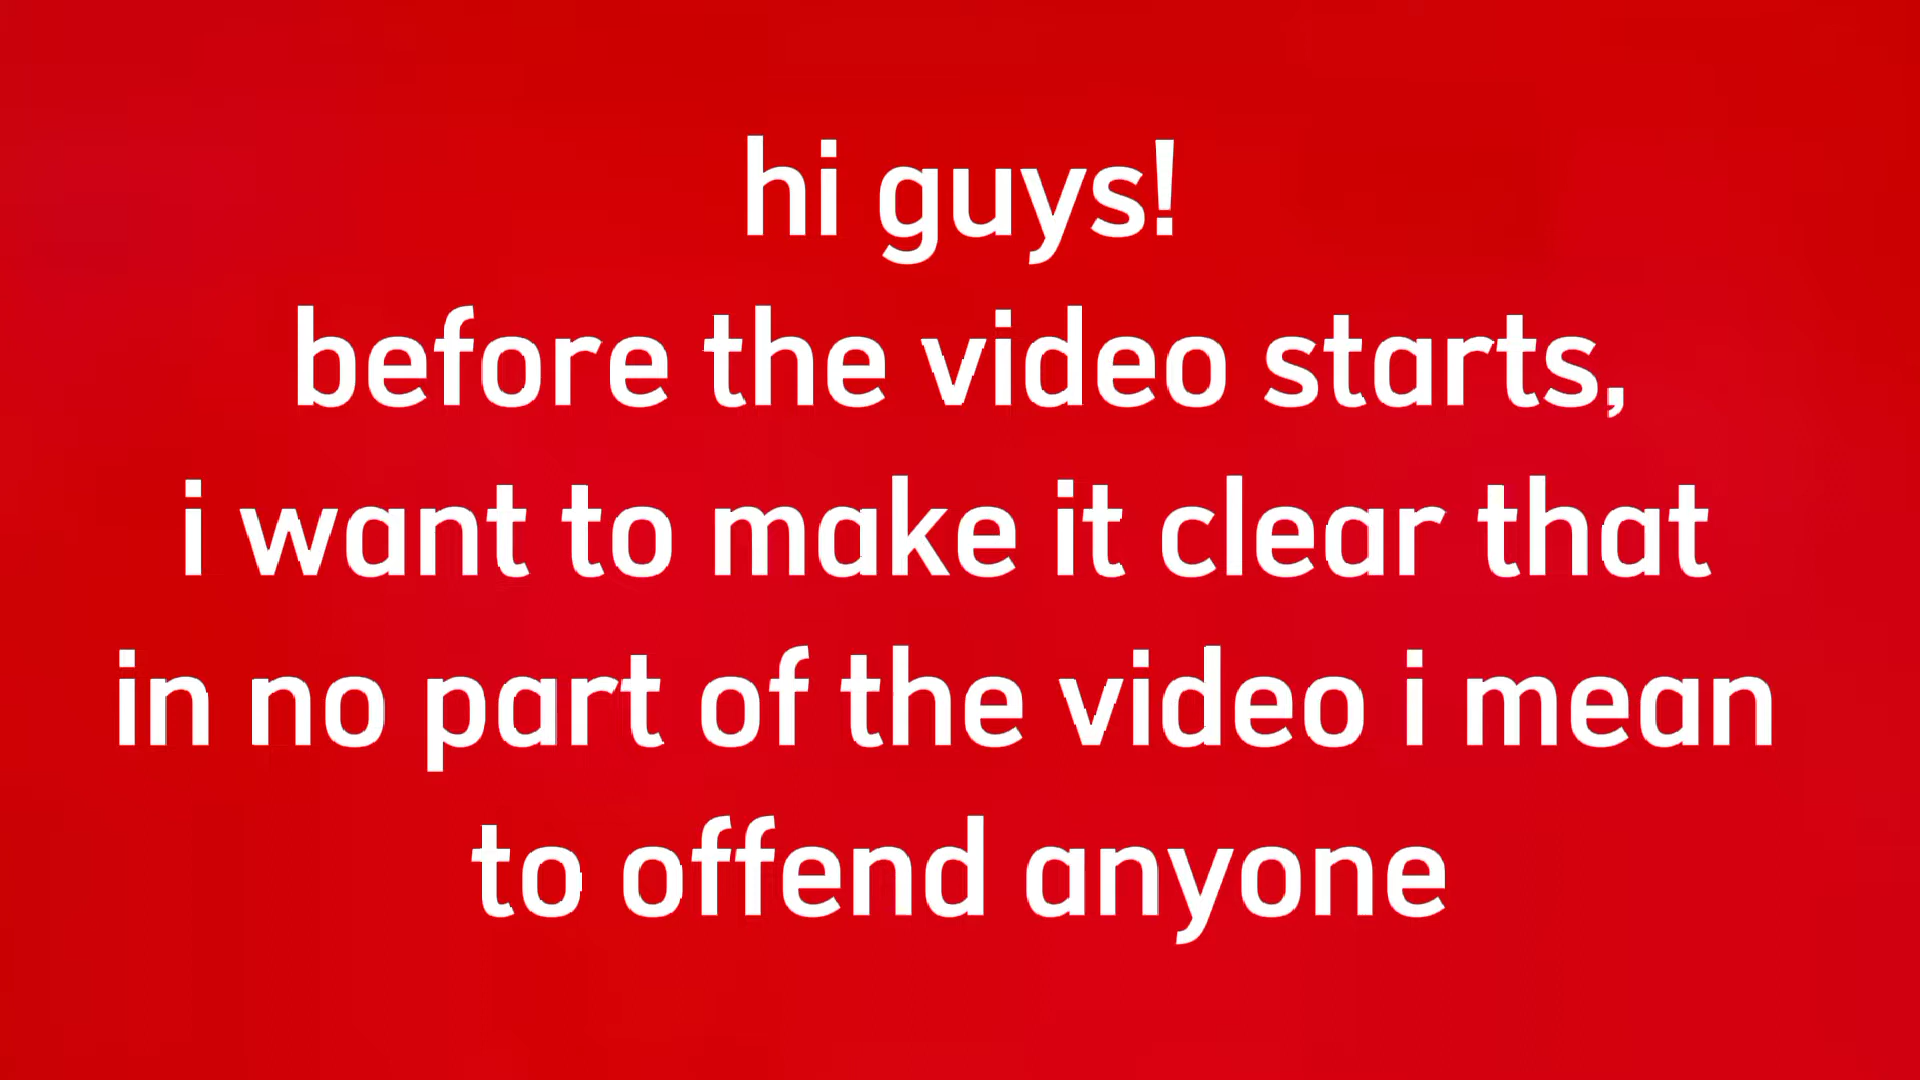 hi guys!
before the video starts,
i want to make it clear that
in no part of the video i mean
to offend anyone